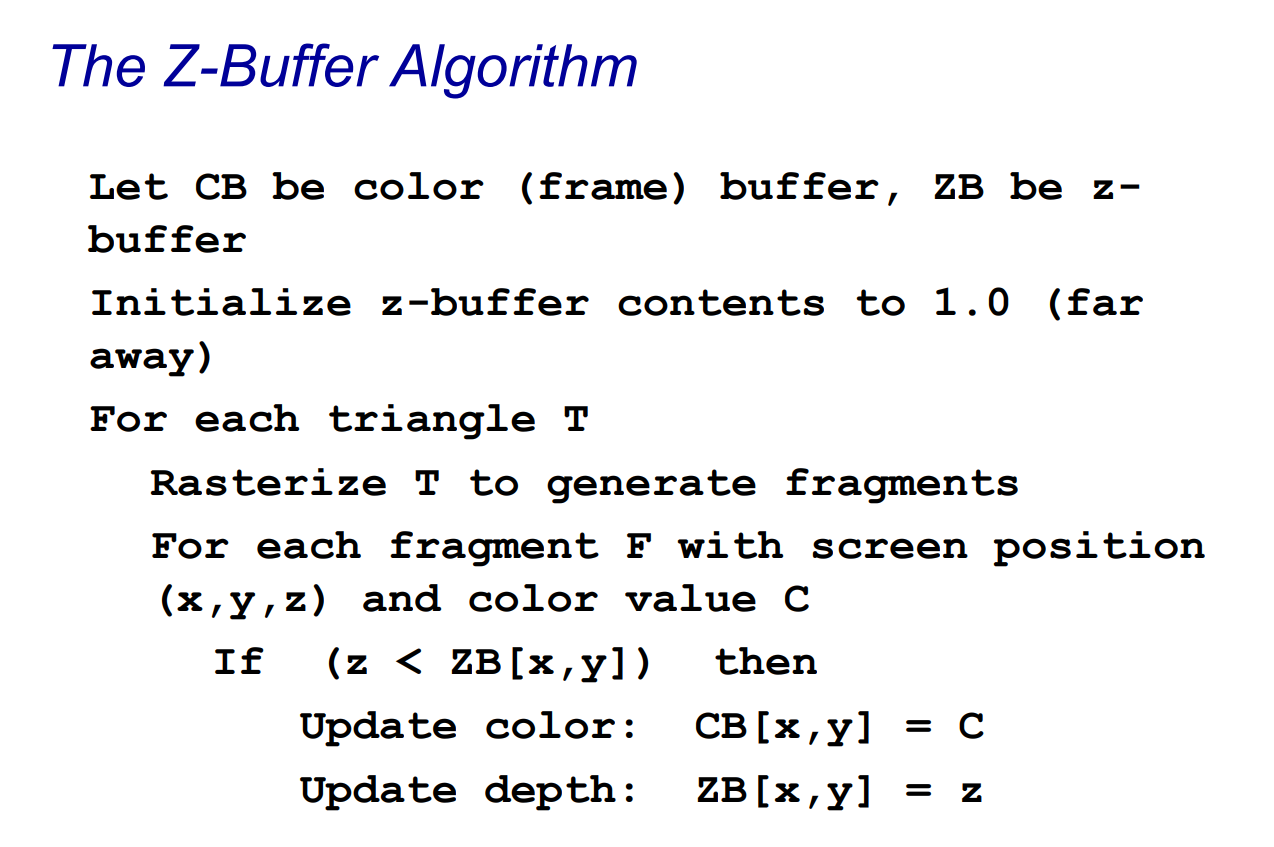 The Z-Buffer Algorithm
Let CB be color (frame) buffer, ZB be z-
buffer
Initialize z-buffer contents to 1.0 (far
away)
For each triangle T
Rasterize T to generate fragments
For each fragment F with screen position
(x,y,z) and color value C
If (z < ZB[x,y]) then
Update color: CB[x,y] = C
Update depth: ZB[x,y] = z